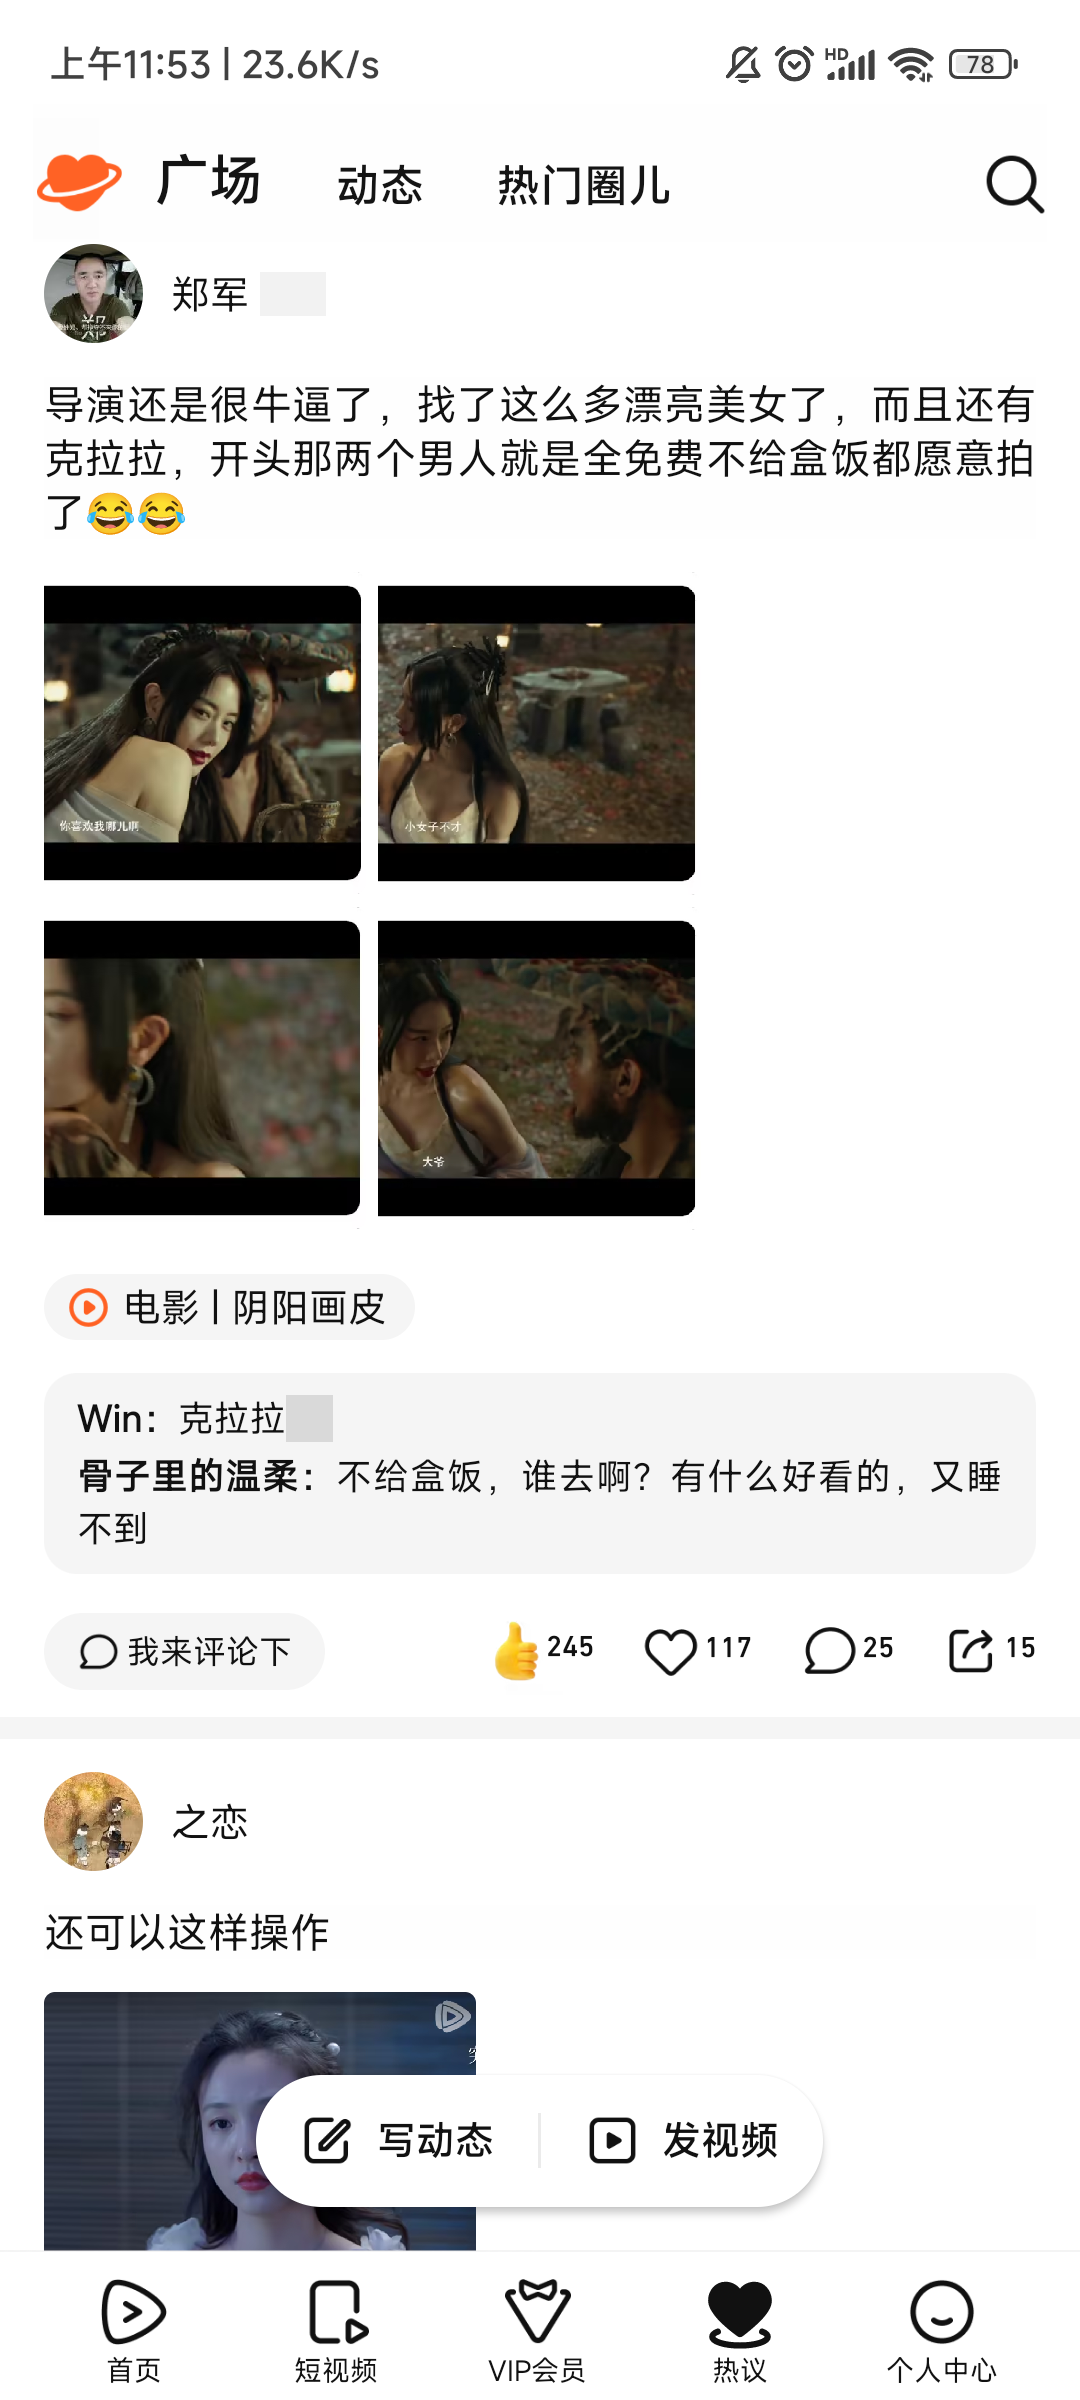 上午11:53 | 23.6K/s
HD
78
广场
动态
热门圈儿
郑军
郑
导演还是很牛逼了，找了这么多漂亮美女了，而且还有
克拉拉，开头那两个男人就是全免费不给盒饭都愿意拍
了😂😂
你喜欢我哪儿啊
小女子不才
大爷
电影 | 阴阳画皮
Win：克拉拉
骨子里的温柔：不给盒饭，谁去啊？有什么好看的，又睡
不到
我来评论下
245
117
25
15
之恋
还可以这样操作
写动态
发视频
首页
短视频
VIP会员
热议
个人中心